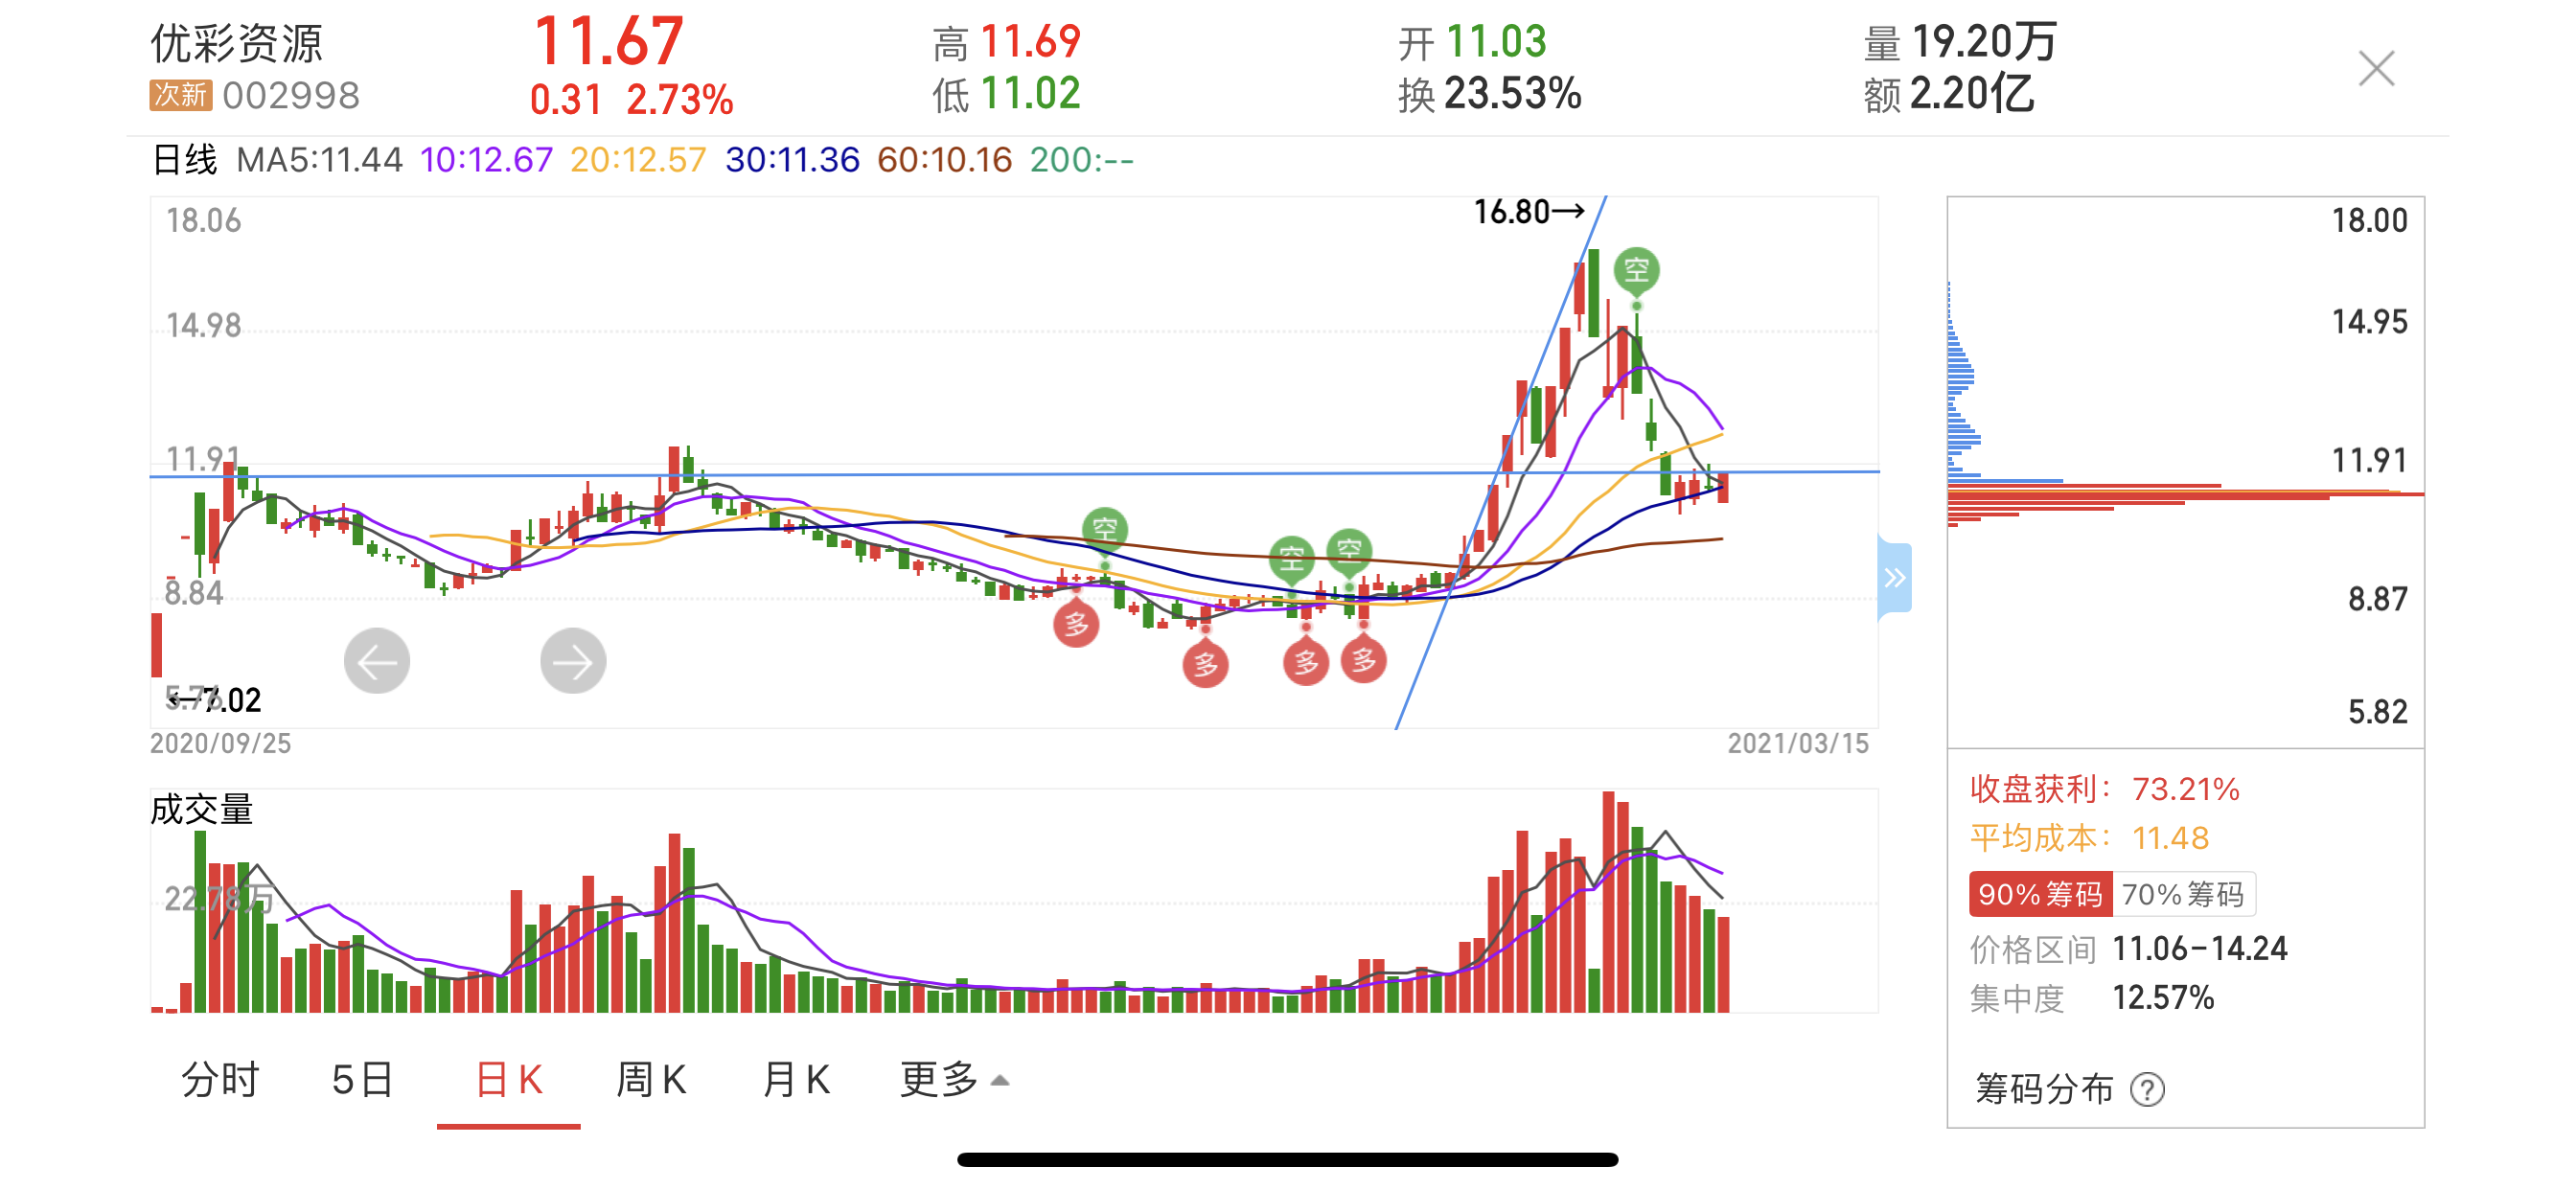 优彩资源 11.67 高 11.69 开 11.03 量 19.20万
次新 002998 0.31 2.73% 低 11.02 换 23.53% 额 2.20亿
日线 MA5:11.44 10:12.67 20:12.57 30:11.36 60:10.16 200:--
18.06
16.80→
14.98
11.91
8.84
5.76
←7.02
空
空
空
空
多
多
多
多
2020/09/25 2021/03/15
18.00
14.95
11.91
8.87
5.82
成交量
22.78万
收盘获利: 73.21%
平均成本: 11.48
90%筹码 70%筹码
价格区间 11.06-14.24
集中度 12.57%
筹码分布 ?
分时 5日 日K 周K 月K 更多